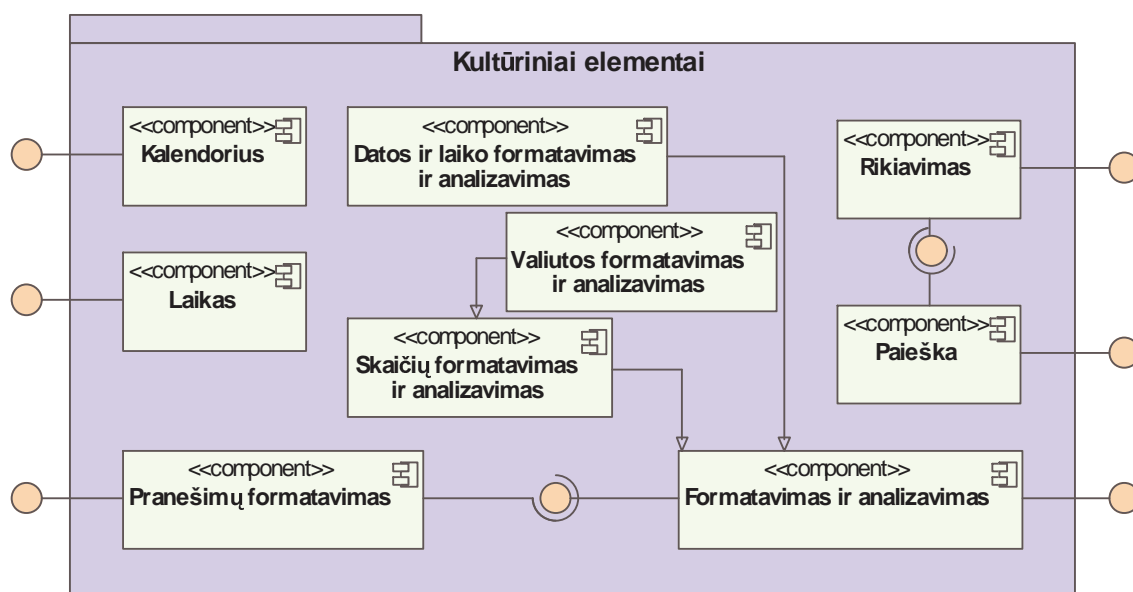 Kultūriniai elementai
<<component>>
Kalendorius
<<component>>
Datos ir laiko formatavimas
ir analizavimas
<<component>>
Rikiavimas
<<component>>
Valiutos formatavimas
ir analizavimas
<<component>>
Laikas
<<component>>
Skaičių formatavimas
ir analizavimas
<<component>>
Paieška
<<component>>
Pranešimų formatavimas
<<component>>
Formatavimas ir analizavimas